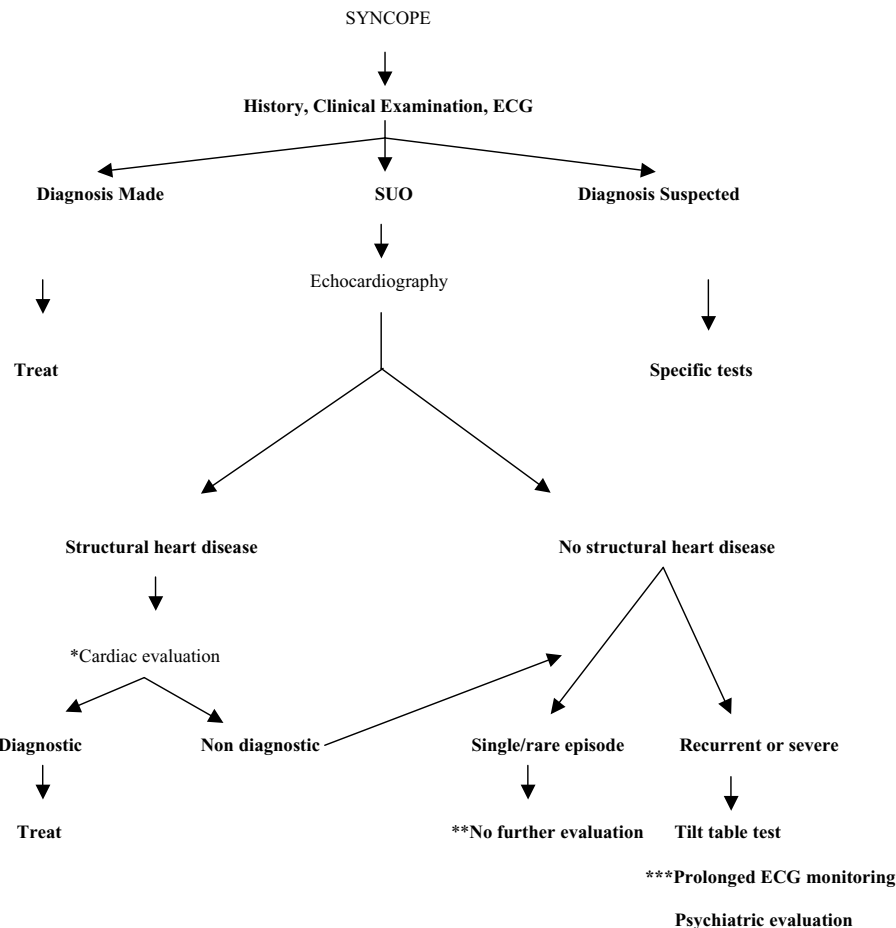 SYNCOPE
History, Clinical Examination, ECG
Diagnosis Made SUO Diagnosis Suspected
Echocardiography
Treat Specific tests
Structural heart disease No structural heart disease
*Cardiac evaluation
Diagnostic Non diagnostic Single/rare episode Recurrent or severe
Treat **No further evaluation Tilt table test
***Prolonged ECG monitoring
Psychiatric evaluation